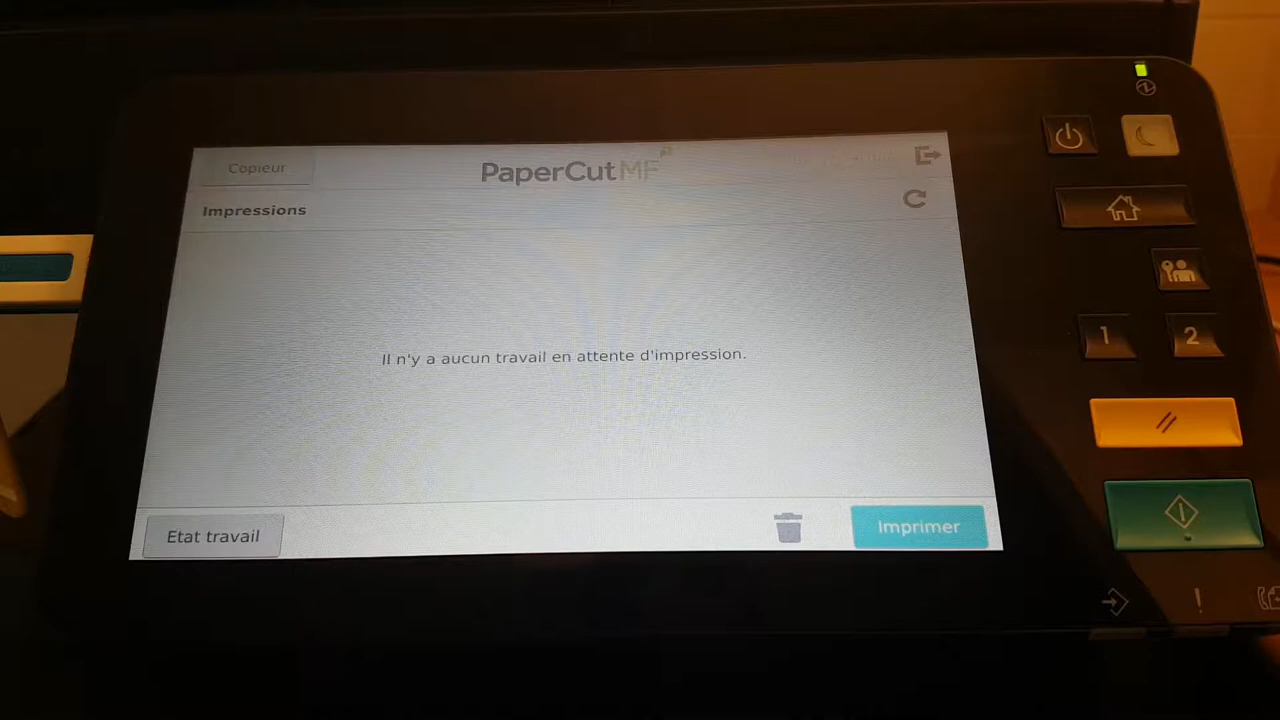 Copieur
PaperCut MF
Impressions
Il n'y a aucun travail en attente d'impression.
Etat travail
Imprimer
1
2